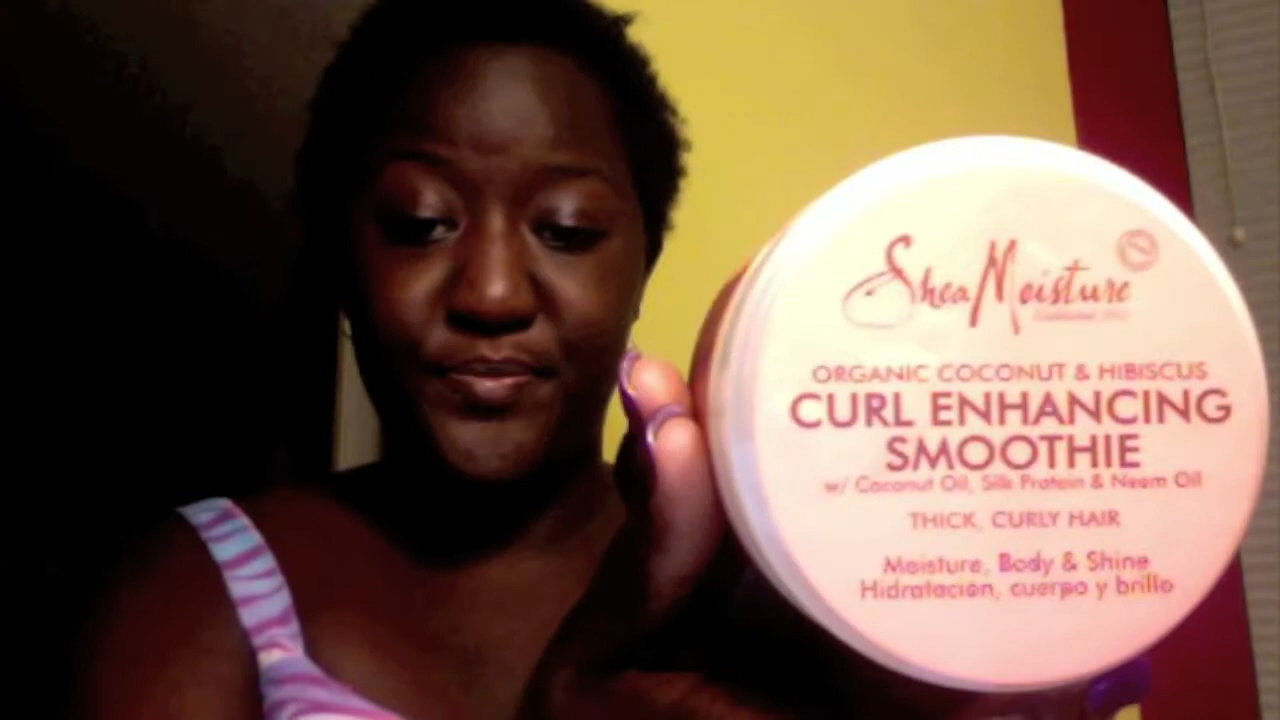 SheaMoisture
ORGANIC COCONUT & HIBISCUS
CURL ENHANCING
SMOOTHIE
w/ Coconut Oil, Silk Protein & Neem Oil
THICK, CURLY HAIR
Moisture, Body & Shine
Hidratación, cuerpo y brillo